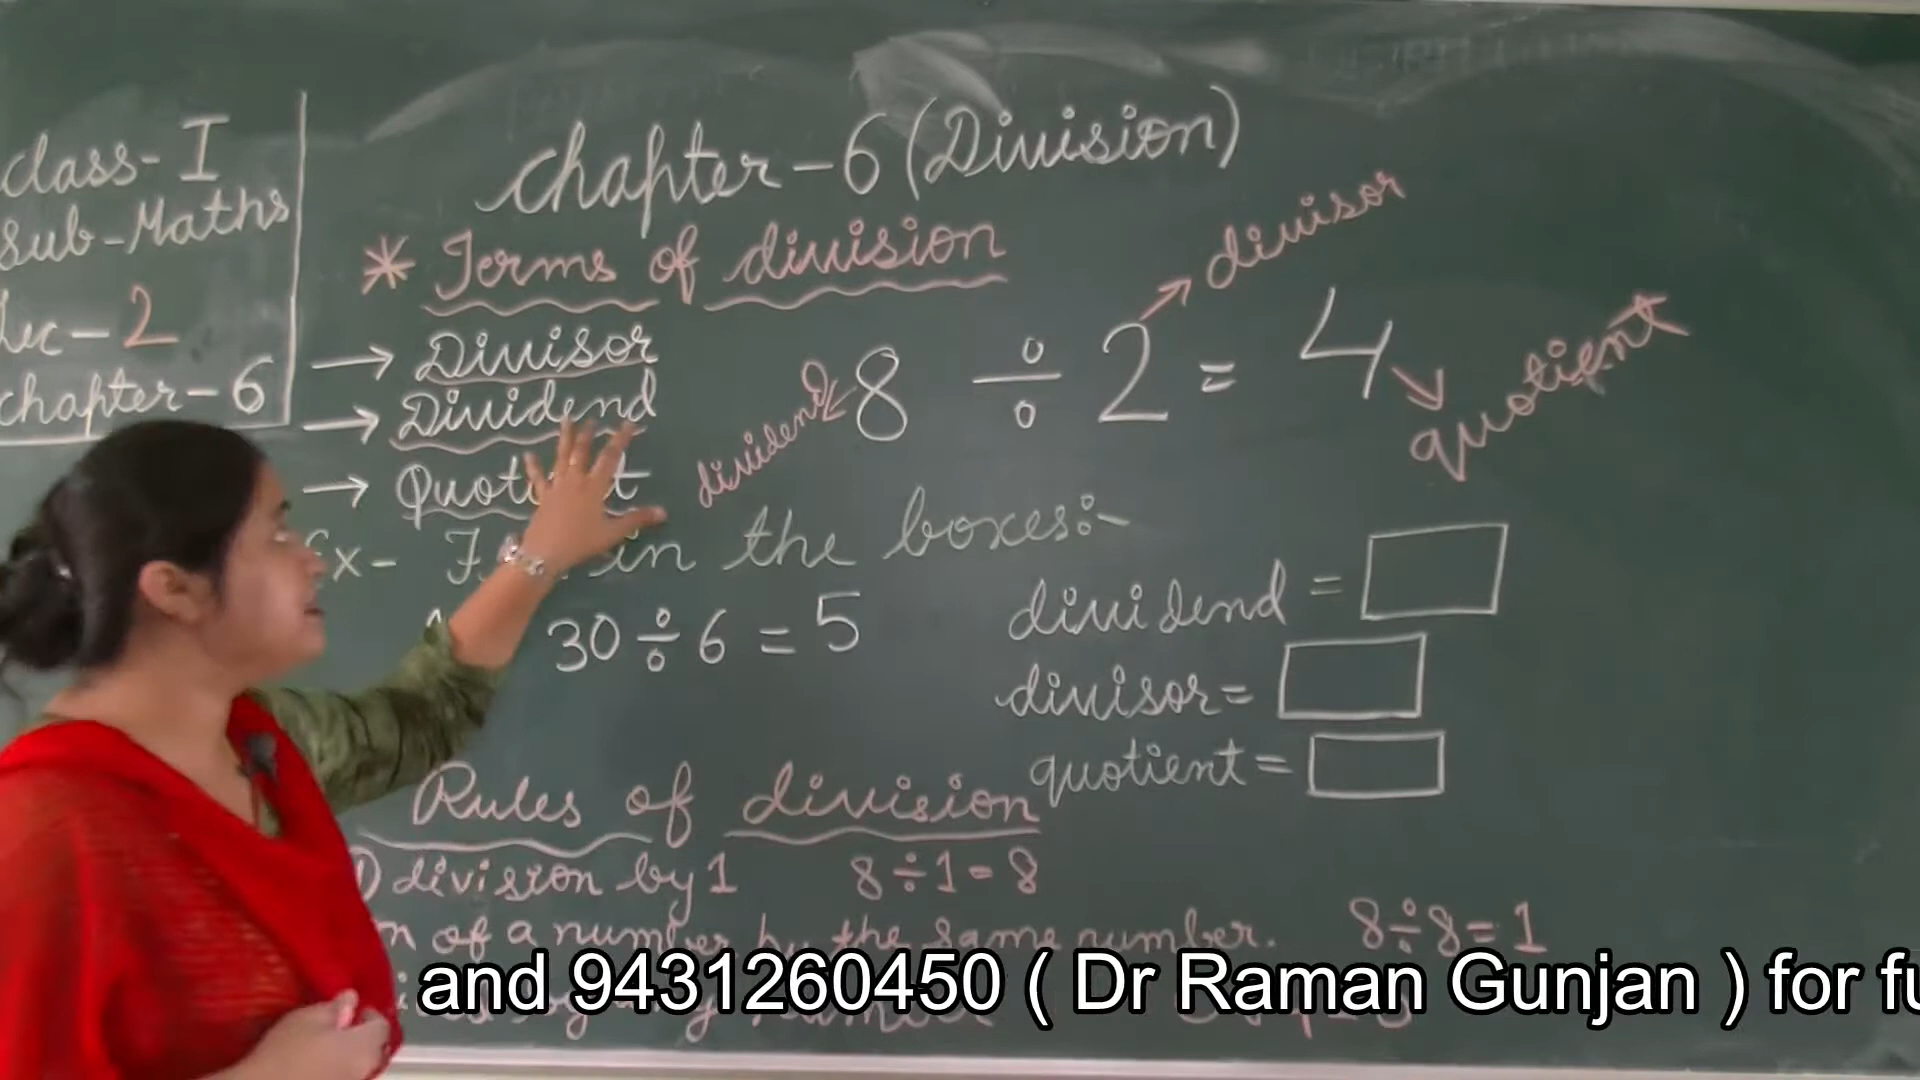 Class-I
Sub-Maths
Lec-2
Chapter-6
Chapter-6 (Division)
* Terms of division
→ Divisor
→ Dividend
→ Quotient
8 ÷ 2 = 4
dividend
divisor
quotient
Ex- in the boxes:-
30 ÷ 6 = 5
dividend =
divisor =
quotient =
Rules of division
1) division by 1 8÷1=8
of a number by the same number. 8÷8=1
and 9431260450 ( Dr Raman Gunjan ) for fu